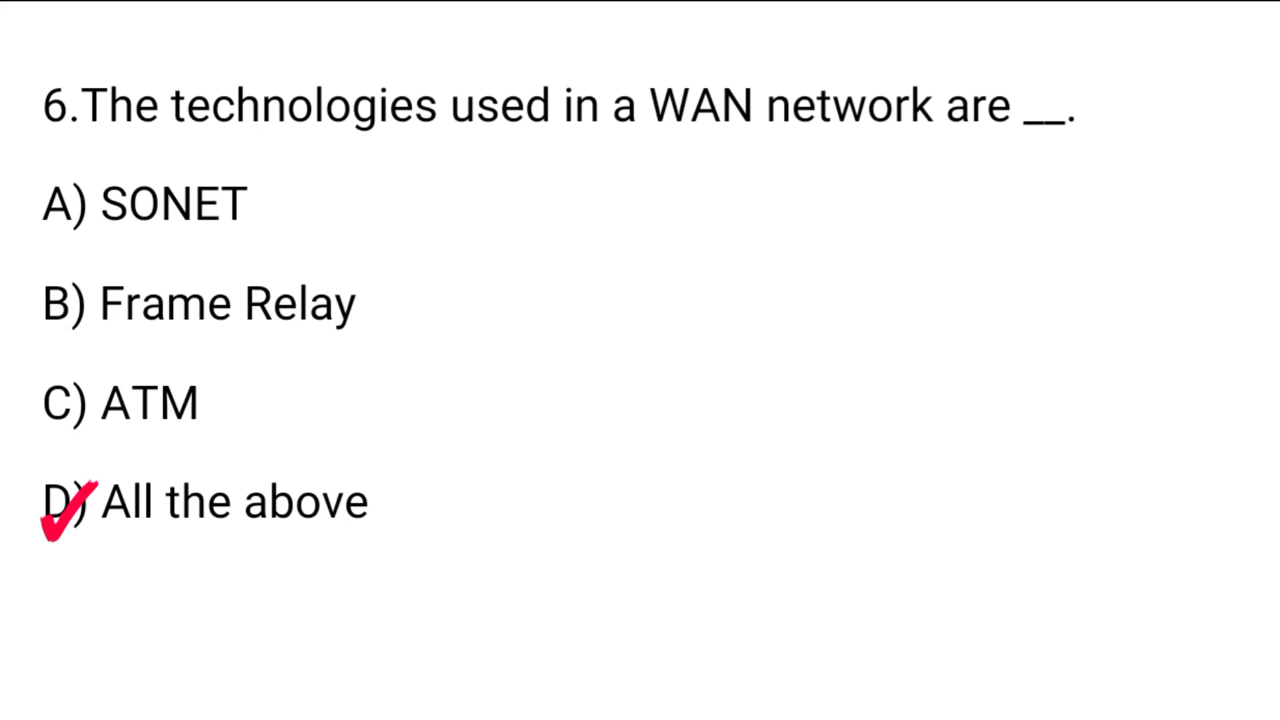 6.The technologies used in a WAN network are __.
A) SONET
B) Frame Relay
C) ATM
D) All the above